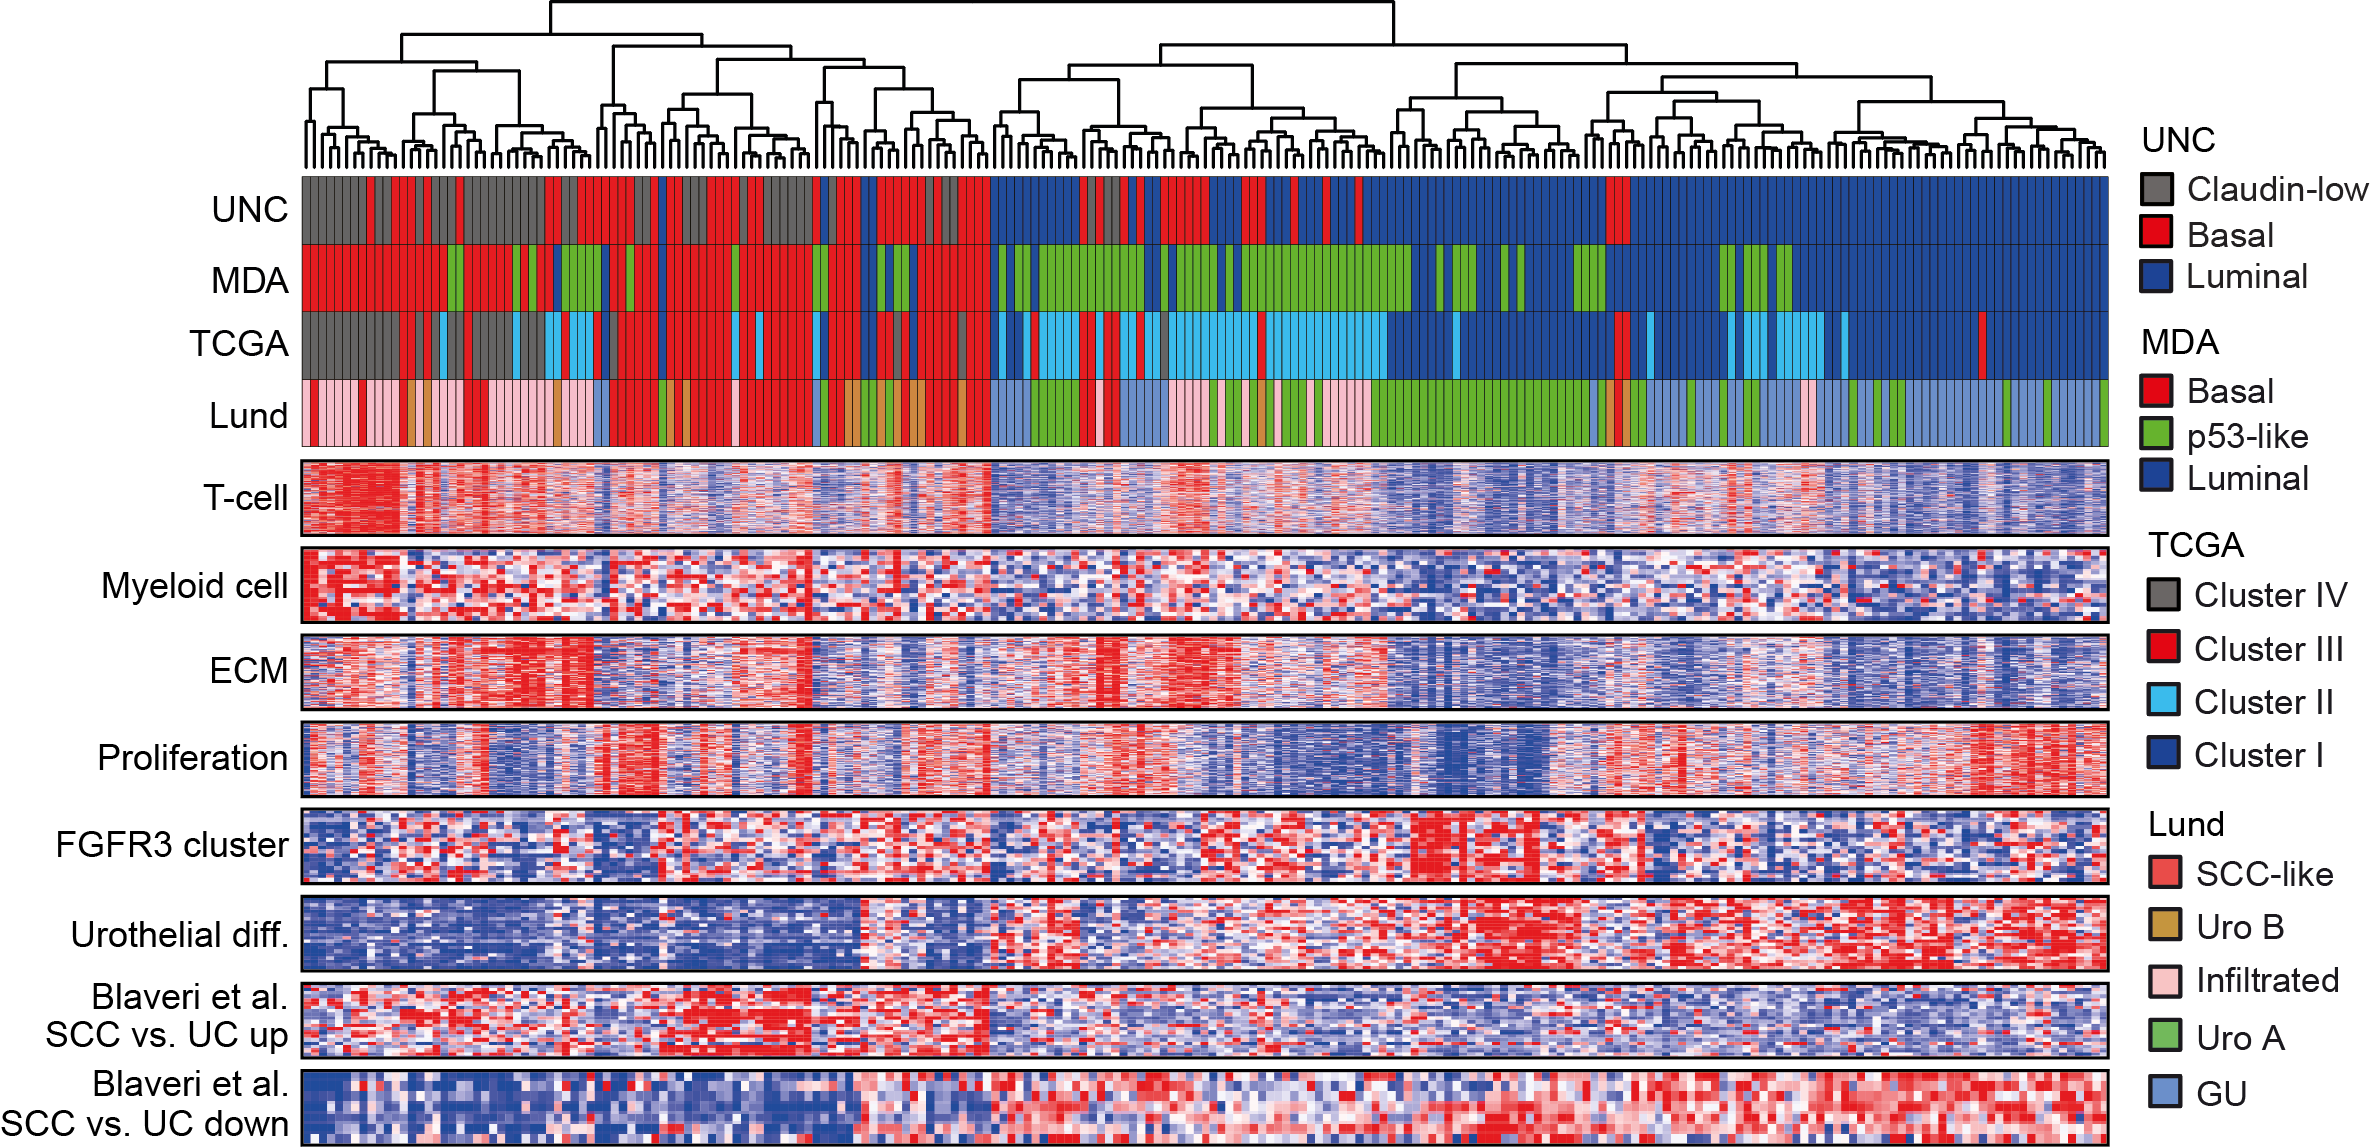 UNC
MDA
TCGA
Lund
T-cell
Myeloid cell
ECM
Proliferation
FGFR3 cluster
Urothelial diff.
Blaveri et al.
SCC vs. UC up
Blaveri et al.
SCC vs. UC down
UNC
Claudin-low
Basal
Luminal
MDA
Basal
p53-like
Luminal
TCGA
Cluster IV
Cluster III
Cluster II
Cluster I
Lund
SCC-like
Uro B
Infiltrated
Uro A
GU